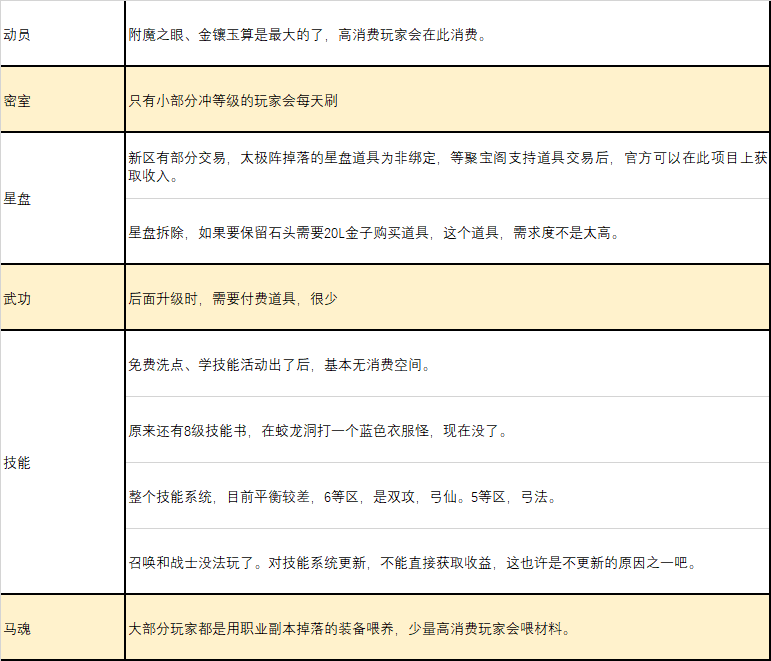 动员
附魔之眼、金镶玉算是最大的了，高消费玩家会在此消费。
密室
只有小部分冲等级的玩家会每天刷
星盘
新区有部分交易，太极阵掉落的星盘道具为非绑定，等聚宝阁支持道具交易后，官方可以在此项目上获
取收入。
星盘拆除，如果要保留石头需要20L金子购买道具，这个道具，需求度不是太高。
武功
后面升级时，需要付费道具，很少
技能
免费洗点、学技能活动出了后，基本无消费空间。
原来还有8级技能书，在蛟龙洞打一个蓝色衣服怪，现在没了。
整个技能系统，目前平衡较差，6等区，是双攻，弓仙。5等区，弓法。
召唤和战士没法玩了。对技能系统更新，不能直接获取收益，这也许是不更新的原因之一吧。
马魂
大部分玩家都是用职业副本掉落的装备喂养，少量高消费玩家会喂材料。